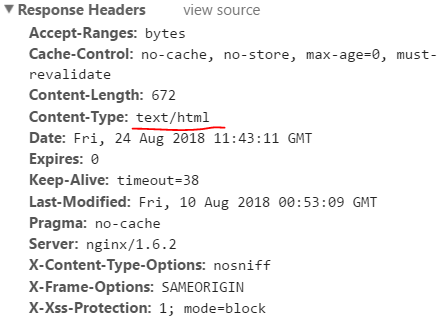 Response Headers view source
Accept-Ranges: bytes
Cache-Control: no-cache, no-store, max-age=0, must-
revalidate
Content-Length: 672
Content-Type: text/html
Date: Fri, 24 Aug 2018 11:43:11 GMT
Expires: 0
Keep-Alive: timeout=38
Last-Modified: Fri, 10 Aug 2018 00:53:09 GMT
Pragma: no-cache
Server: nginx/1.6.2
X-Content-Type-Options: nosniff
X-Frame-Options: SAMEORIGIN
X-Xss-Protection: 1; mode=block